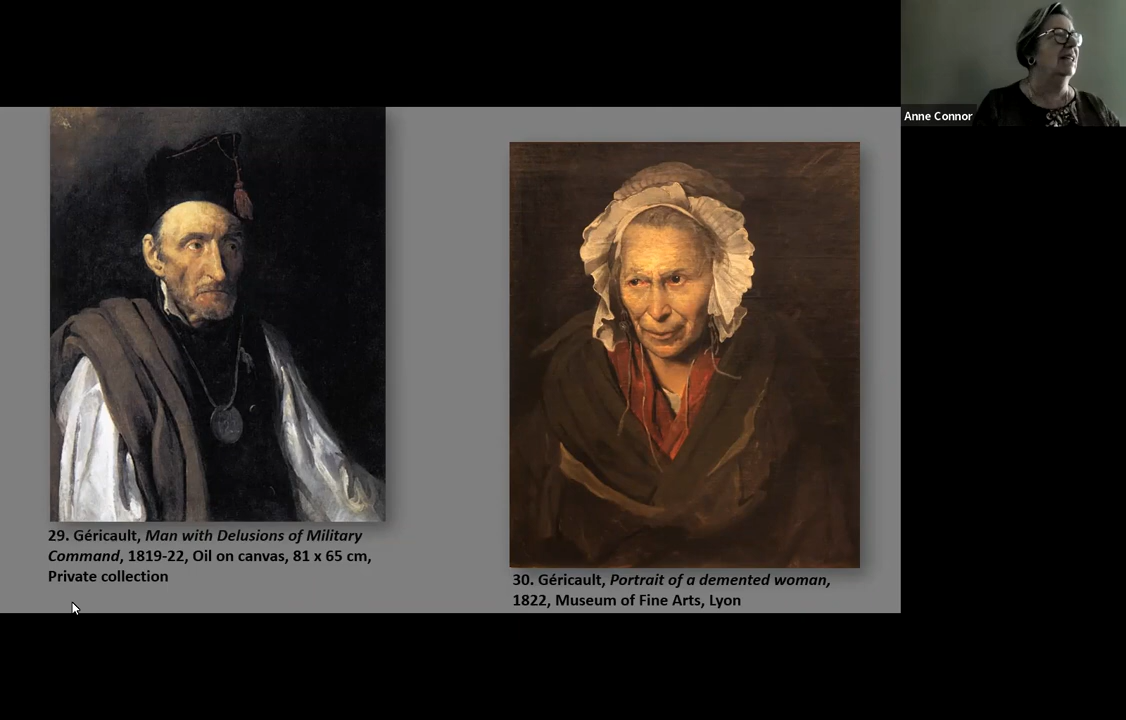 Anne Connor
29. Géricault, Man with Delusions of Military
Command, 1819-22, Oil on canvas, 81 x 65 cm,
Private collection
30. Géricault, Portrait of a demented woman,
1822, Museum of Fine Arts, Lyon